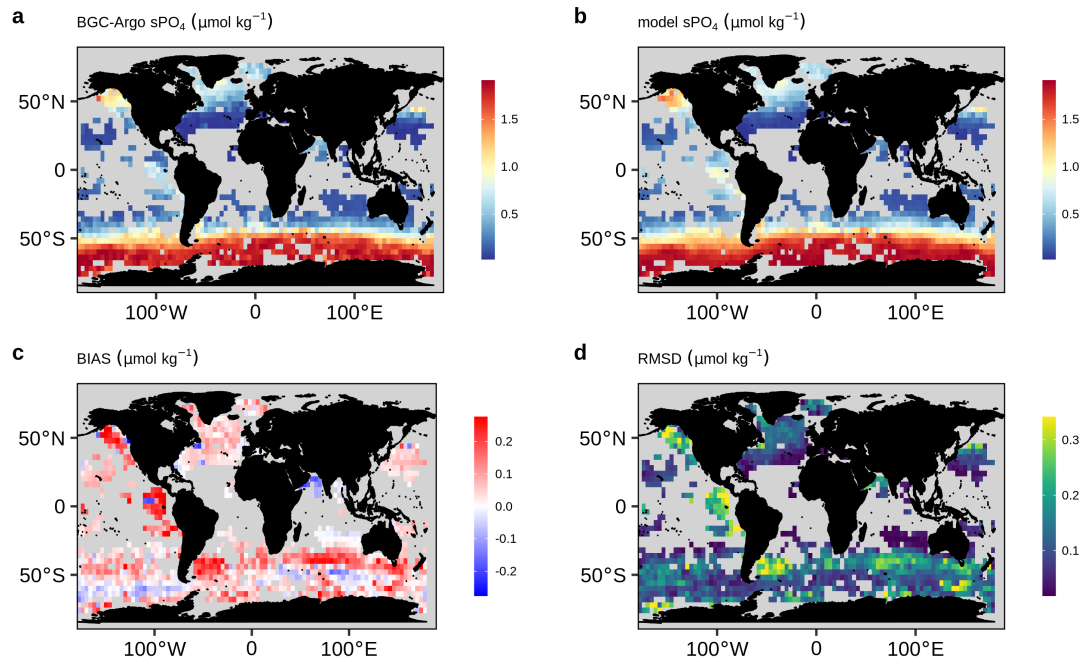 a
BGC-Argo sPO₄ (µmol kg⁻¹)
50°N
0
50°S
100°W
0
100°E
1.5
1.0
0.5
b
model sPO₄ (µmol kg⁻¹)
50°N
0
50°S
100°W
0
100°E
1.5
1.0
0.5
c
BIAS (µmol kg⁻¹)
50°N
0
50°S
100°W
0
100°E
0.2
0.1
0.0
-0.1
-0.2
d
RMSD (µmol kg⁻¹)
50°N
0
50°S
100°W
0
100°E
0.3
0.2
0.1